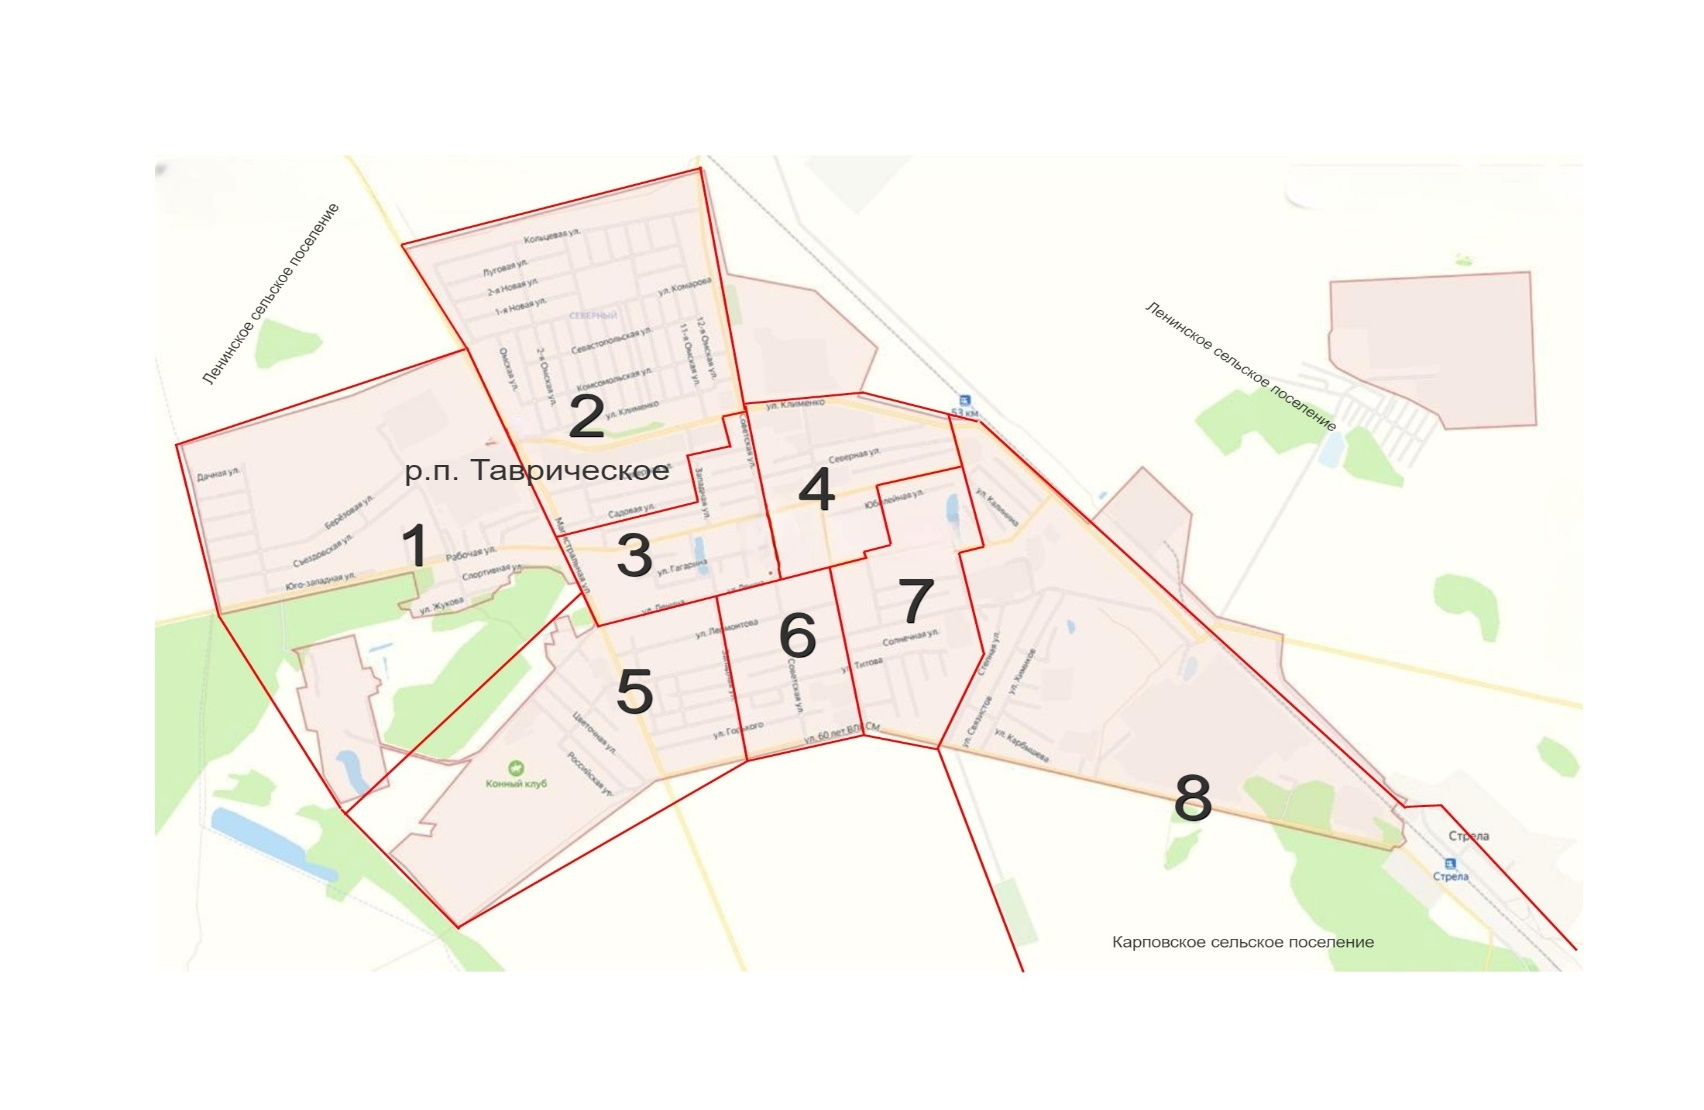 Ленинское сельское поселение
Кольцевая ул.
Луговая ул.
2-я Новая ул.
1-я Новая ул.
ул. Комарова
СЕВЕРНЫЙ
Севастопольская ул.
Омская ул.
2-я Омская ул.
11-я Омская ул.
12-я Омская ул.
Комсомольская ул.
ул. Клименко
2
р.п. Таврическое
Ленинское сельское поселение
53 км
ул. Клименко
Советская ул.
Северная ул.
4
Юбилейная ул.
ул. Калинина
Западная ул.
Садовая ул.
Магистральная ул.
3
ул. Гагарина
ул. Ленина
Дачная ул.
Берёзовая ул.
Съездовская ул.
1
Рабочая ул.
Юго-западная ул.
Спортивная ул.
ул. Жукова
ул. Лермонтова
6
7
Солнечная ул.
ул. Титова
Степная ул.
ул. Химиков
5
Западная ул.
Советская ул.
Цветочная ул.
ул. Горького
ул. 60 лет ВЛКСМ
ул. Связистов
ул. Карбышева
Российская ул.
Конный клуб
8
Стрела
Стрела
Карповское сельское поселение